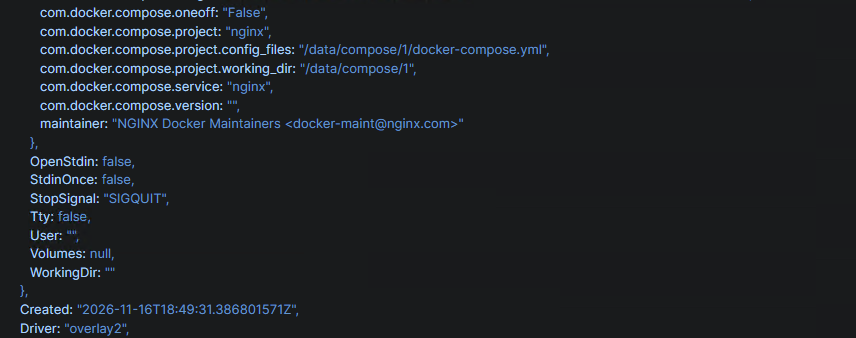 com.docker.compose.oneoff: "False",
com.docker.compose.project: "nginx",
com.docker.compose.project.config_files: "/data/compose/1/docker-compose.yml",
com.docker.compose.project.working_dir: "/data/compose/1",
com.docker.compose.service: "nginx",
com.docker.compose.version: "",
maintainer: "NGINX Docker Maintainers <docker-maint@nginx.com>"
},
OpenStdin: false,
StdinOnce: false,
StopSignal: "SIGQUIT",
Tty: false,
User: "",
Volumes: null,
WorkingDir: ""
},
Created: "2026-11-16T18:49:31.386801571Z",
Driver: "overlay2",